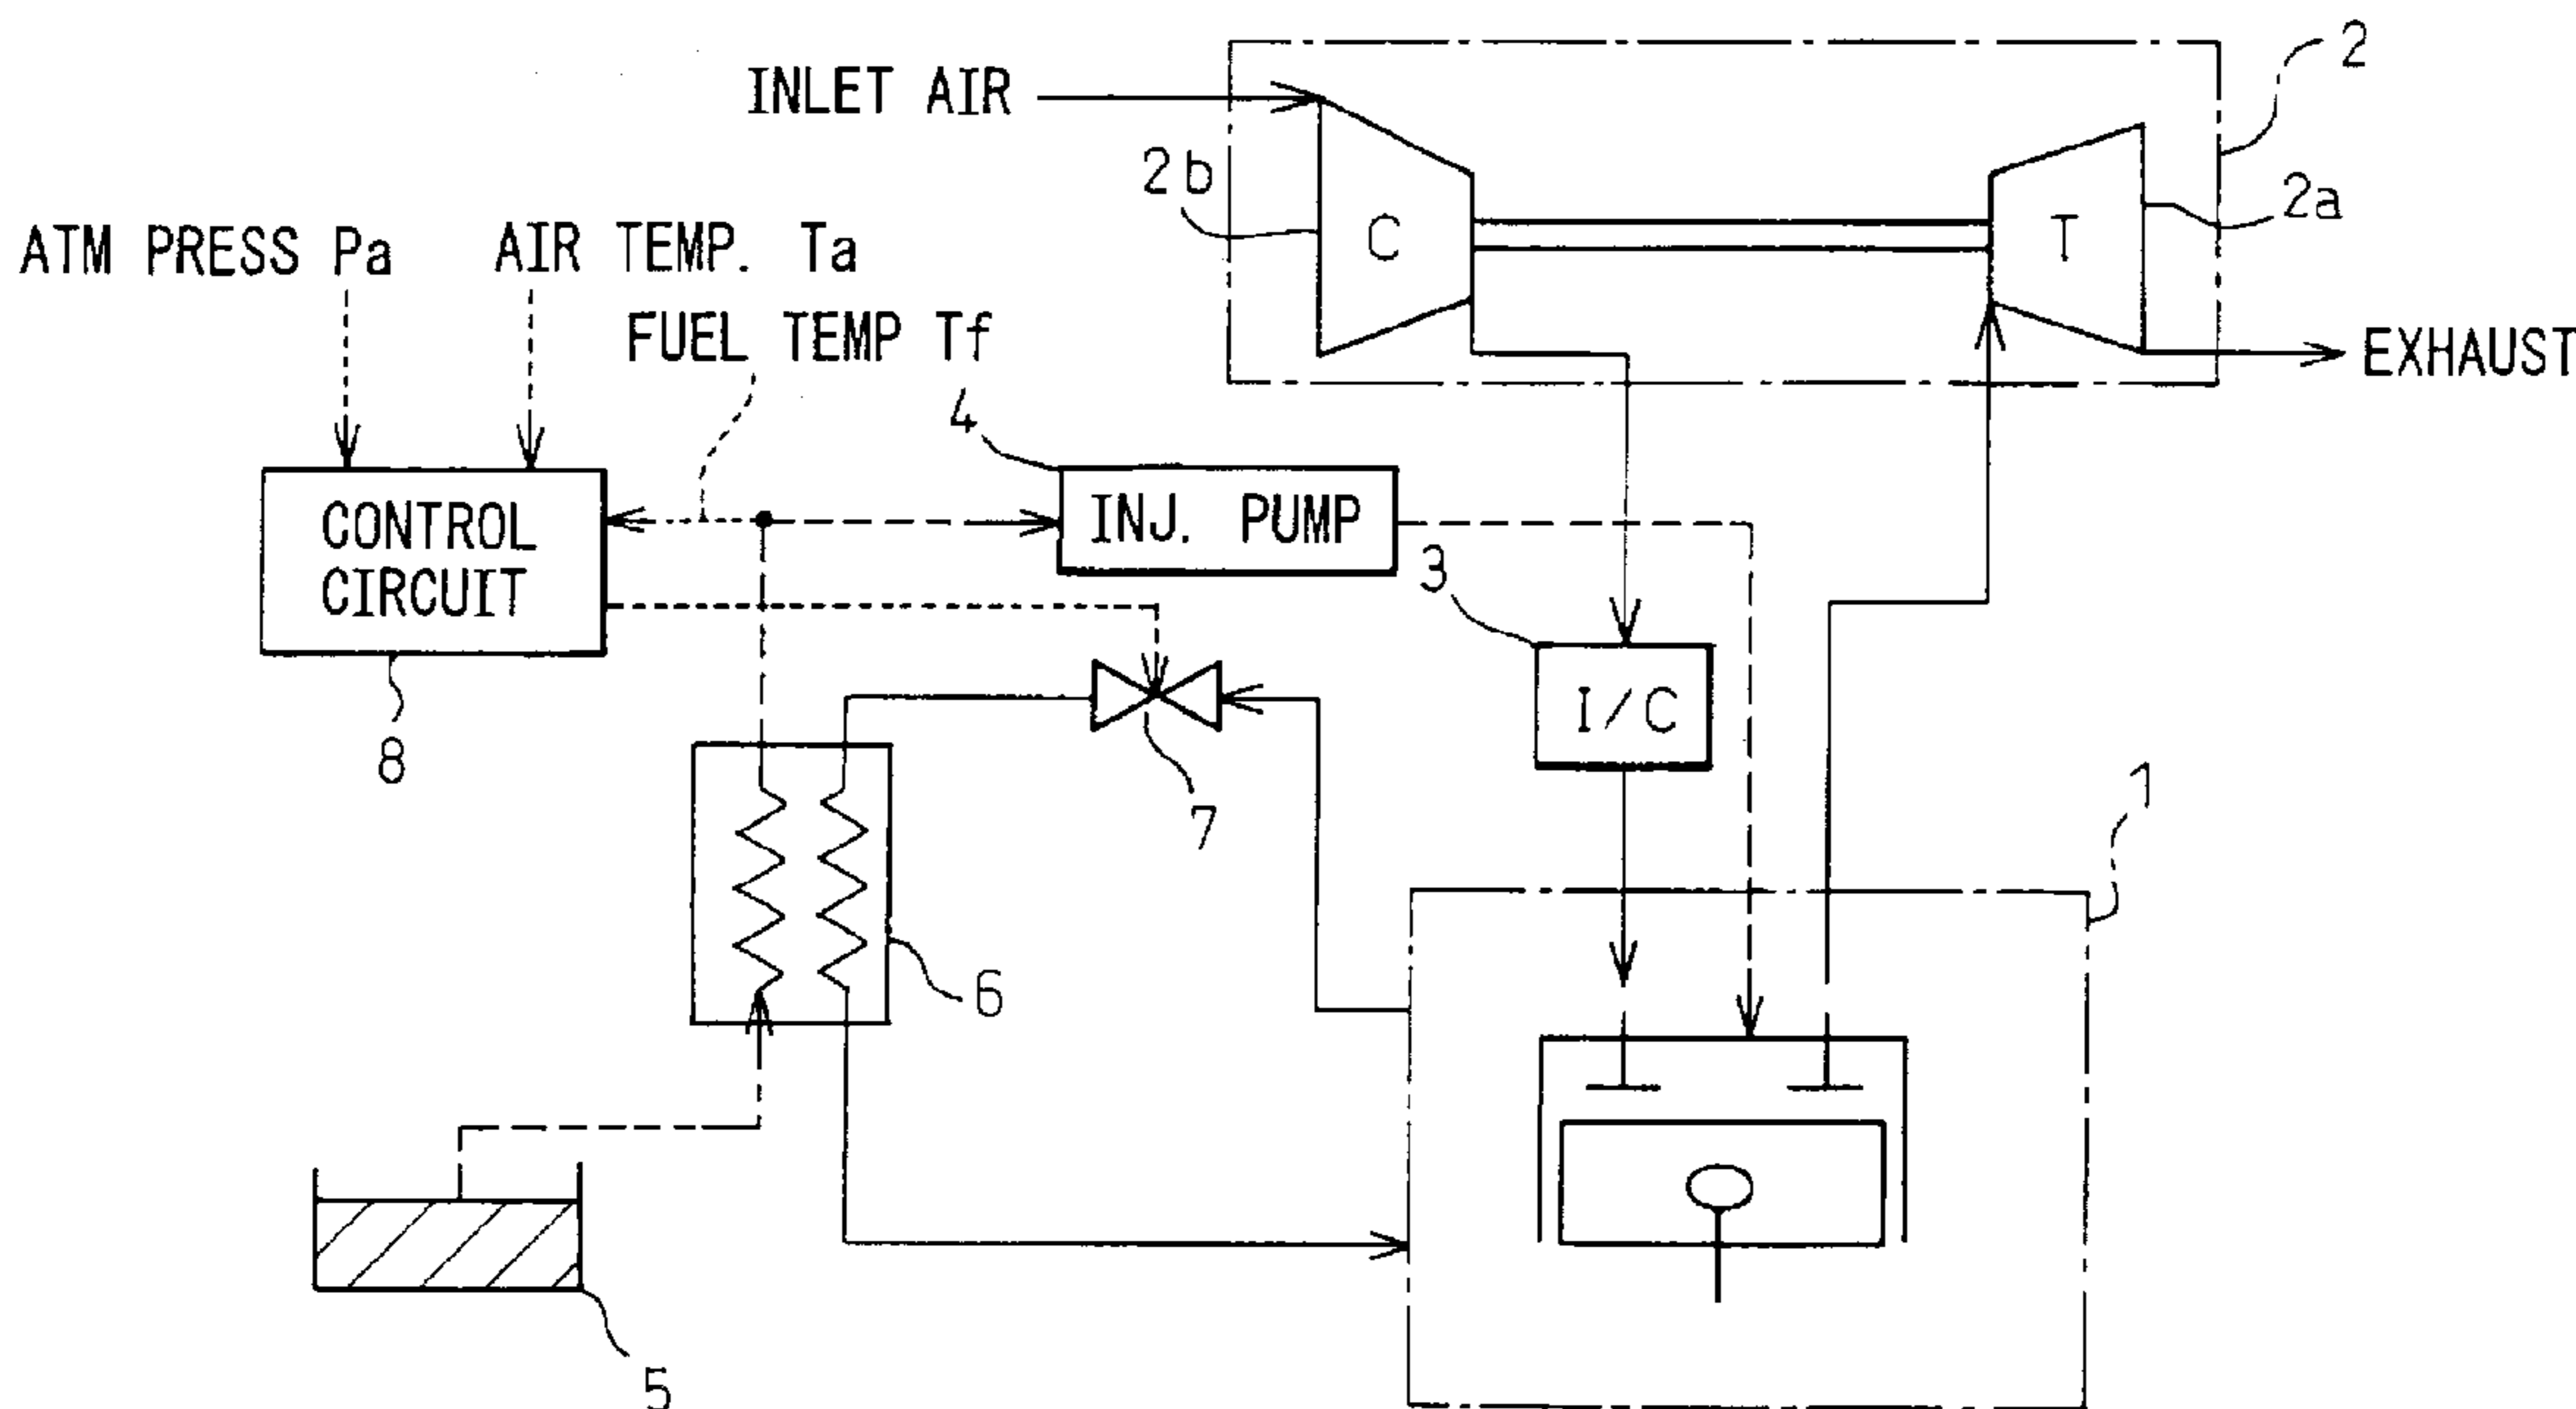 2
INLET AIR
2b
C
T
2a
ATM PRESS Pa
AIR TEMP. Ta
FUEL TEMP Tf
EXHAUST
4
CONTROL
CIRCUIT
INJ. PUMP
3
I/C
8
7
1
6
5